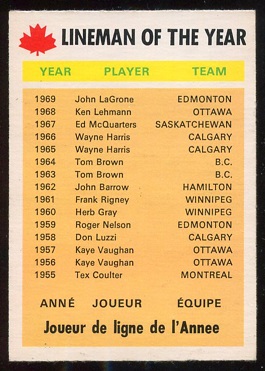 LINEMAN OF THE YEAR
YEAR PLAYER TEAM
1969 John LaGrone EDMONTON
1968 Ken Lehmann OTTAWA
1967 Ed McQuarters SASKATCHEWAN
1966 Wayne Harris CALGARY
1965 Wayne Harris CALGARY
1964 Tom Brown B.C.
1963 Tom Brown B.C.
1962 John Barrow HAMILTON
1961 Frank Rigney WINNIPEG
1960 Herb Gray WINNIPEG
1959 Roger Nelson EDMONTON
1958 Don Luzzi CALGARY
1957 Kaye Vaughan OTTAWA
1956 Kaye Vaughan OTTAWA
1955 Tex Coulter MONTREAL
ANNÉ JOUEUR ÉQUIPE
Joueur de ligne de l'Annee